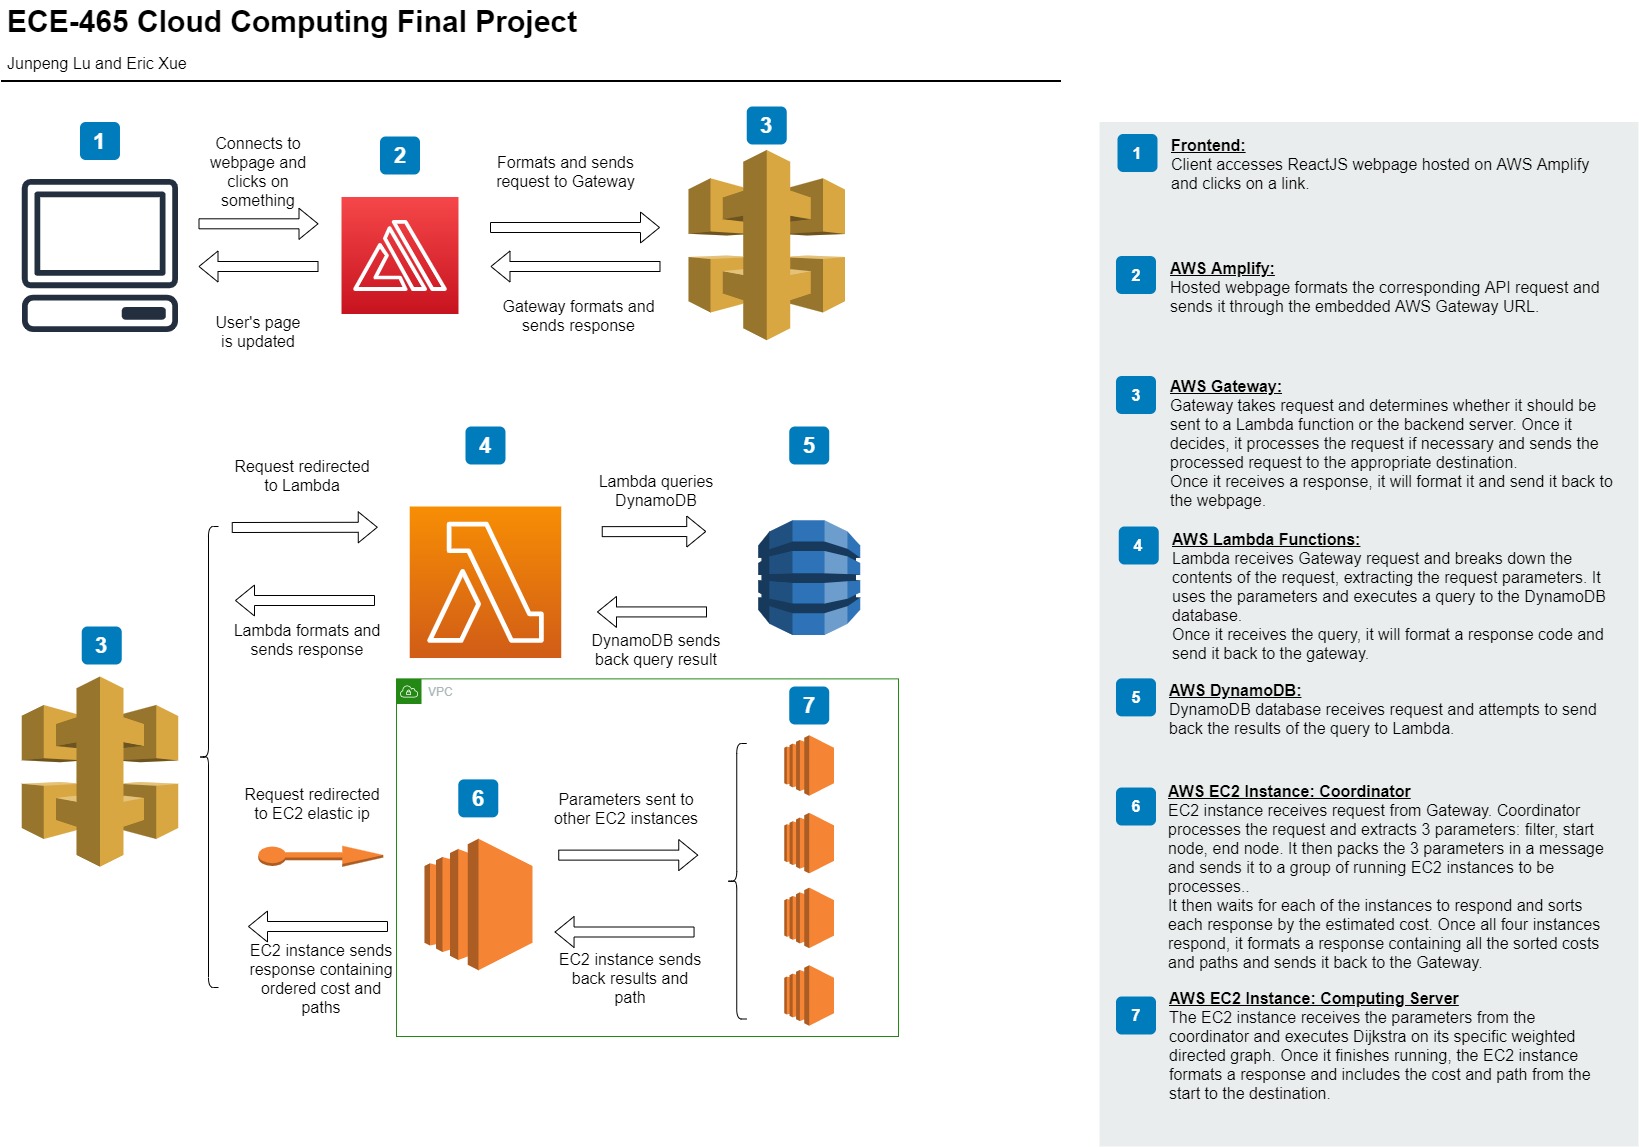 ECE-465 Cloud Computing Final Project
Junpeng Lu and Eric Xue
1
Connects to
webpage and
clicks on
something
User's page
is updated
2
Formats and sends
request to Gateway
Gateway formats and
sends response
3
3
Request redirected
to Lambda
Lambda formats and
sends response
4
Lambda queries
DynamoDB
DynamoDB sends
back query result
5
Request redirected
to EC2 elastic ip
EC2 instance sends
response containing
ordered cost and
paths
VPC
6
Parameters sent to
other EC2 instances
EC2 instance sends
back results and
path
7
1
Frontend:
Client accesses ReactJS webpage hosted on AWS Amplify
and clicks on a link.
2
AWS Amplify:
Hosted webpage formats the corresponding API request and
sends it through the embedded AWS Gateway URL.
3
AWS Gateway:
Gateway takes request and determines whether it should be
sent to a Lambda function or the backend server. Once it
decides, it processes the request if necessary and sends the
processed request to the appropriate destination.
Once it receives a response, it will format it and send it back to
the webpage.
4
AWS Lambda Functions:
Lambda receives Gateway request and breaks down the
contents of the request, extracting the request parameters. It
uses the parameters and executes a query to the DynamoDB
database.
Once it receives the query, it will format a response code and
send it back to the gateway.
5
AWS DynamoDB:
DynamoDB database receives request and attempts to send
back the results of the query to Lambda.
6
AWS EC2 Instance: Coordinator
EC2 instance receives request from Gateway. Coordinator
processes the request and extracts 3 parameters: filter, start
node, end node. It then packs the 3 parameters in a message
and sends it to a group of running EC2 instances to be
processes..
It then waits for each of the instances to respond and sorts
each response by the estimated cost. Once all four instances
respond, it formats a response containing all the sorted costs
and paths and sends it back to the Gateway.
7
AWS EC2 Instance: Computing Server
The EC2 instance receives the parameters from the
coordinator and executes Dijkstra on its specific weighted
directed graph. Once it finishes running, the EC2 instance
formats a response and includes the cost and path from the
start to the destination.